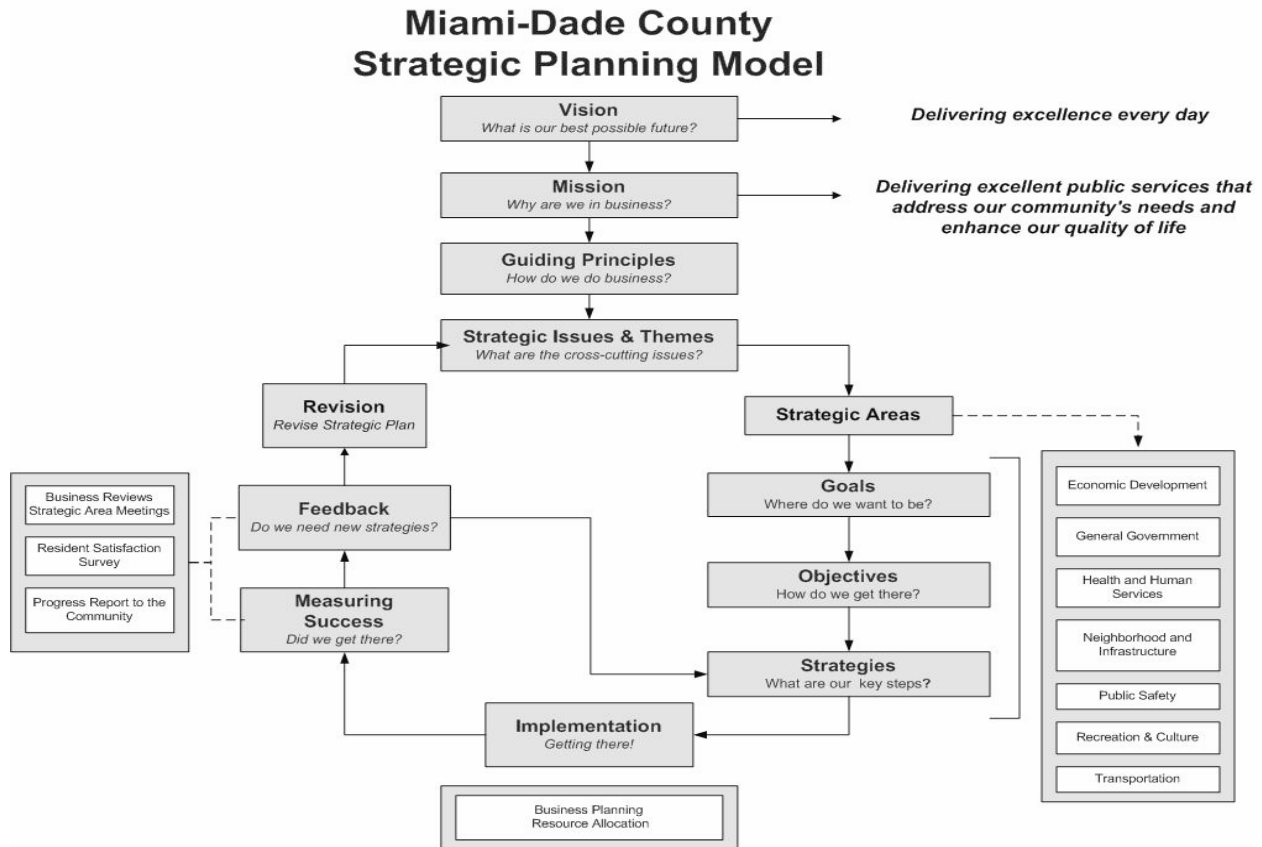 Miami-Dade County
Strategic Planning Model
Vision
What is our best possible future?
Delivering excellence every day
Mission
Why are we in business?
Delivering excellent public services that
address our community's needs and
enhance our quality of life
Guiding Principles
How do we do business?
Strategic Issues & Themes
What are the cross-cutting issues?
Revision
Revise Strategic Plan
Strategic Areas
Goals
Where do we want to be?
Objectives
How do we get there?
Strategies
What are our key steps?
Economic Development
General Government
Health and Human
Services
Neighborhood and
Infrastructure
Public Safety
Recreation & Culture
Transportation
Feedback
Do we need new strategies?
Measuring
Success
Did we get there?
Business Reviews
Strategic Area Meetings
Resident Satisfaction
Survey
Progress Report to the
Community
Implementation
Getting there!
Business Planning
Resource Allocation